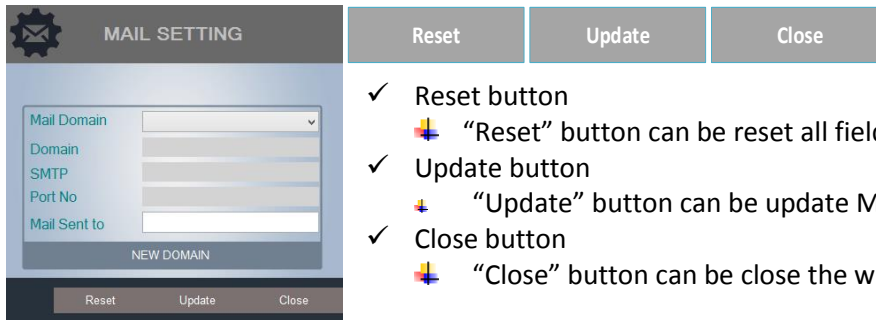 MAIL SETTING
Mail Domain
Domain
SMTP
Port No
Mail Sent to
NEW DOMAIN
Reset Update Close
Reset Update Close
Reset button
“Reset” button can be reset all
Update button
“Update” button can be update
Close button
“Close” button can be close the